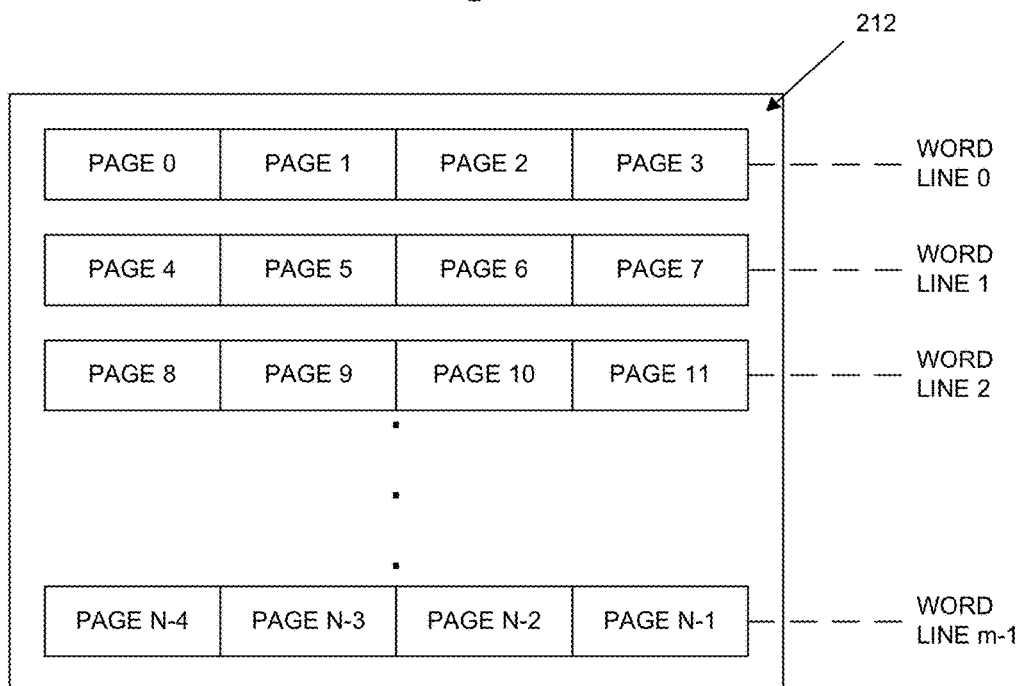 212
PAGE 0 PAGE 1 PAGE 2 PAGE 3 WORD
LINE 0
PAGE 4 PAGE 5 PAGE 6 PAGE 7 WORD
LINE 1
PAGE 8 PAGE 9 PAGE 10 PAGE 11 WORD
LINE 2
PAGE N-4 PAGE N-3 PAGE N-2 PAGE N-1 WORD
LINE m-1